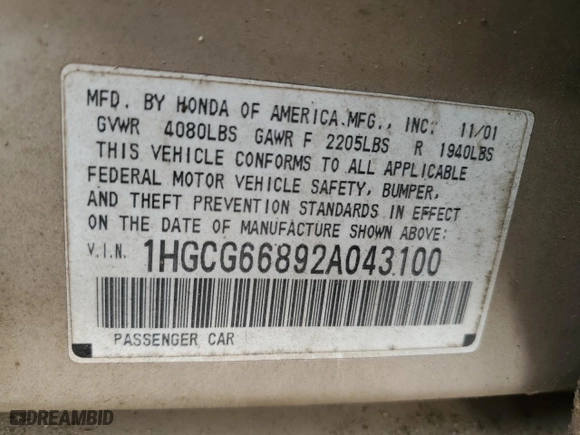 MFD. BY HONDA OF AMERICA MFG., INC. 11/01
GVWR 4080LBS GAWR F 2205LBS R 1940LBS
THIS VEHICLE CONFORMS TO ALL APPLICABLE
FEDERAL MOTOR VEHICLE SAFETY, BUMPER,
AND THEFT PREVENTION STANDARDS IN EFFECT
ON THE DATE OF MANUFACTURE SHOWN ABOVE:
V.I.N. 1HGCG66892A043100
PASSENGER CAR
DREAMBID